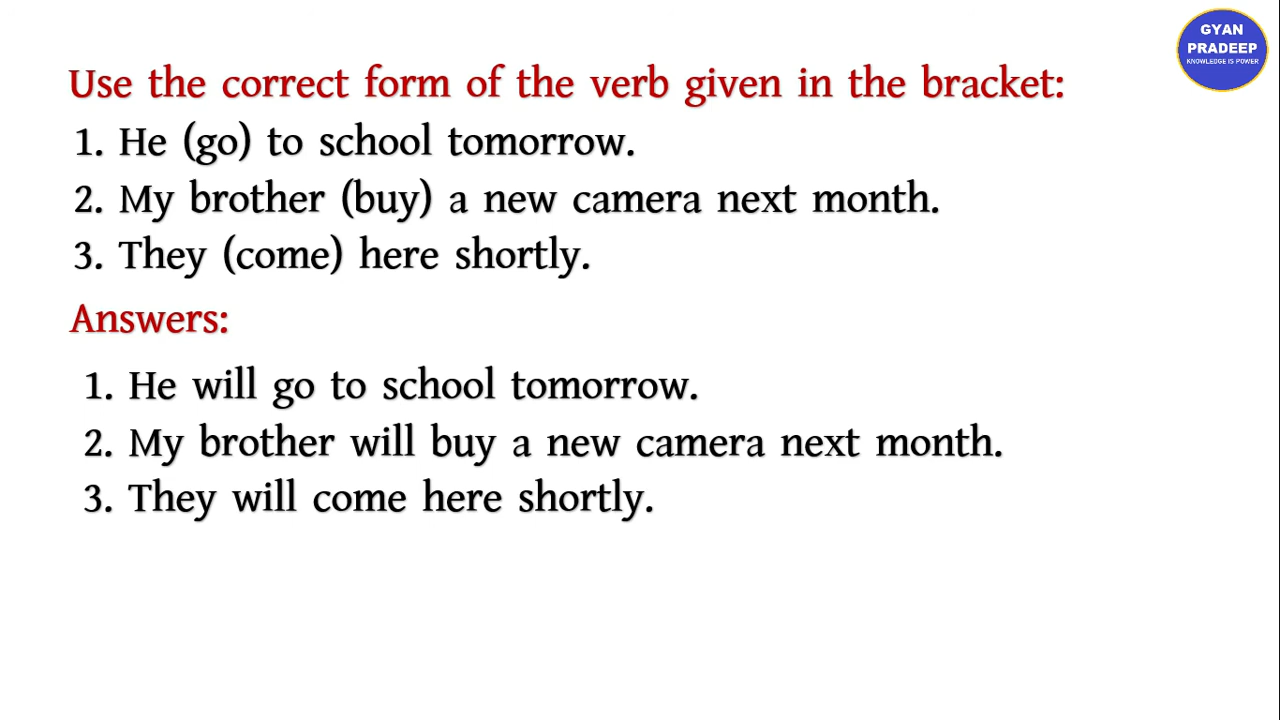 GYAN
PRADEEP
KNOWLEDGE IS POWER
Use the correct form of the verb given in the bracket:
1. He (go) to school tomorrow.
2. My brother (buy) a new camera next month.
3. They (come) here shortly.
Answers:
1. He will go to school tomorrow.
2. My brother will buy a new camera next month.
3. They will come here shortly.